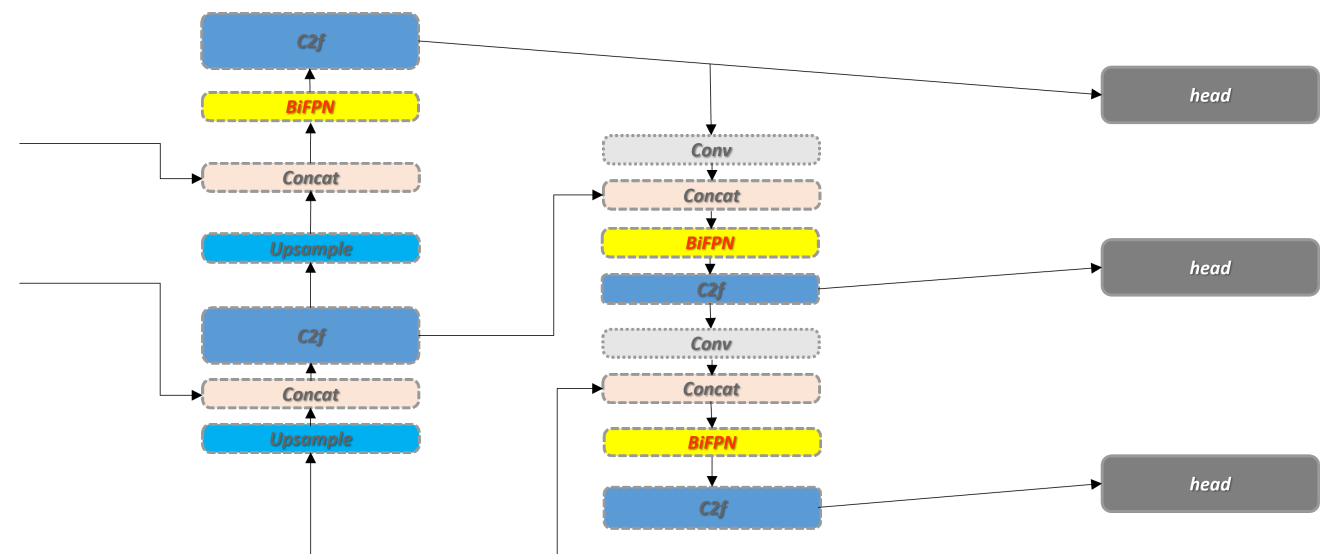 C2f
BiFPN
Concat
Upsample
C2f
Concat
Upsample
Conv
Concat
BiFPN
C2f
Conv
Concat
BiFPN
C2f
head
head
head